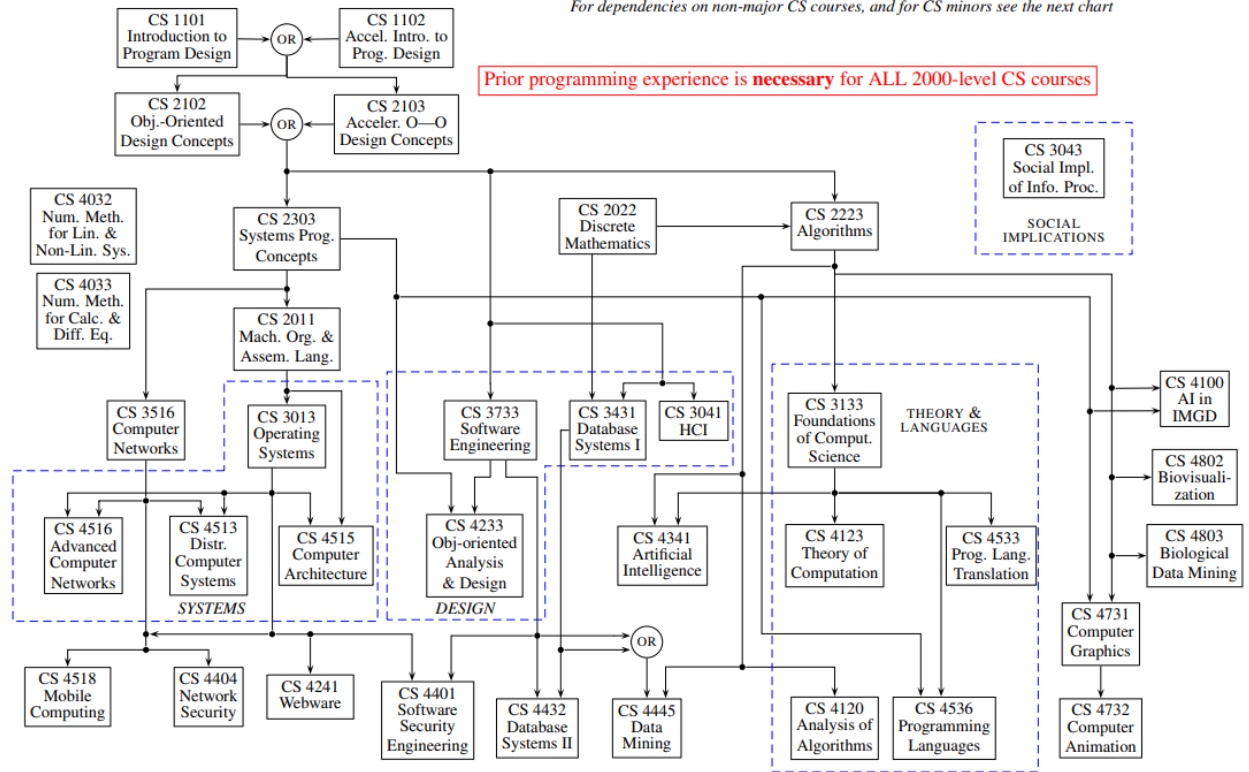 For dependencies on non-major CS courses, and for CS minors see the next chart
CS 1101
Introduction to
Program Design
OR
CS 1102
Accel. Intro. to
Prog. Design
Prior programming experience is necessary for ALL 2000-level CS courses
CS 2102
Obj.-Oriented
Design Concepts
OR
CS 2103
Acceler. O—O
Design Concepts
CS 3043
Social Impl.
of Info. Proc.
SOCIAL
IMPLICATIONS
CS 4032
Num. Meth.
for Lin. &
Non-Lin. Sys.
CS 2303
Systems Prog.
Concepts
CS 2022
Discrete
Mathematics
CS 2223
Algorithms
CS 4033
Num. Meth.
for Calc. &
Diff. Eq.
CS 2011
Mach. Org. &
Assem. Lang.
CS 3516
Computer
Networks
CS 3013
Operating
Systems
CS 3733
Software
Engineering
CS 3431
Database
Systems I
CS 3041
HCI
CS 3133
Foundations
of Comput.
Science
THEORY &
LANGUAGES
CS 4100
AI in
IMGD
CS 4802
Biovisuali-
zation
CS 4516
Advanced
Computer
Networks
CS 4513
Distr.
Computer
Systems
CS 4515
Computer
Architecture
CS 4233
Obj-oriented
Analysis
& Design
CS 4341
Artificial
Intelligence
CS 4123
Theory of
Computation
CS 4533
Prog. Lang.
Translation
CS 4803
Biological
Data Mining
SYSTEMS
DESIGN
CS 4731
Computer
Graphics
OR
CS 4518
Mobile
Computing
CS 4404
Network
Security
CS 4241
Webware
CS 4401
Software
Security
Engineering
CS 4432
Database
Systems II
CS 4445
Data
Mining
CS 4120
Analysis of
Algorithms
CS 4536
Programming
Languages
CS 4732
Computer
Animation